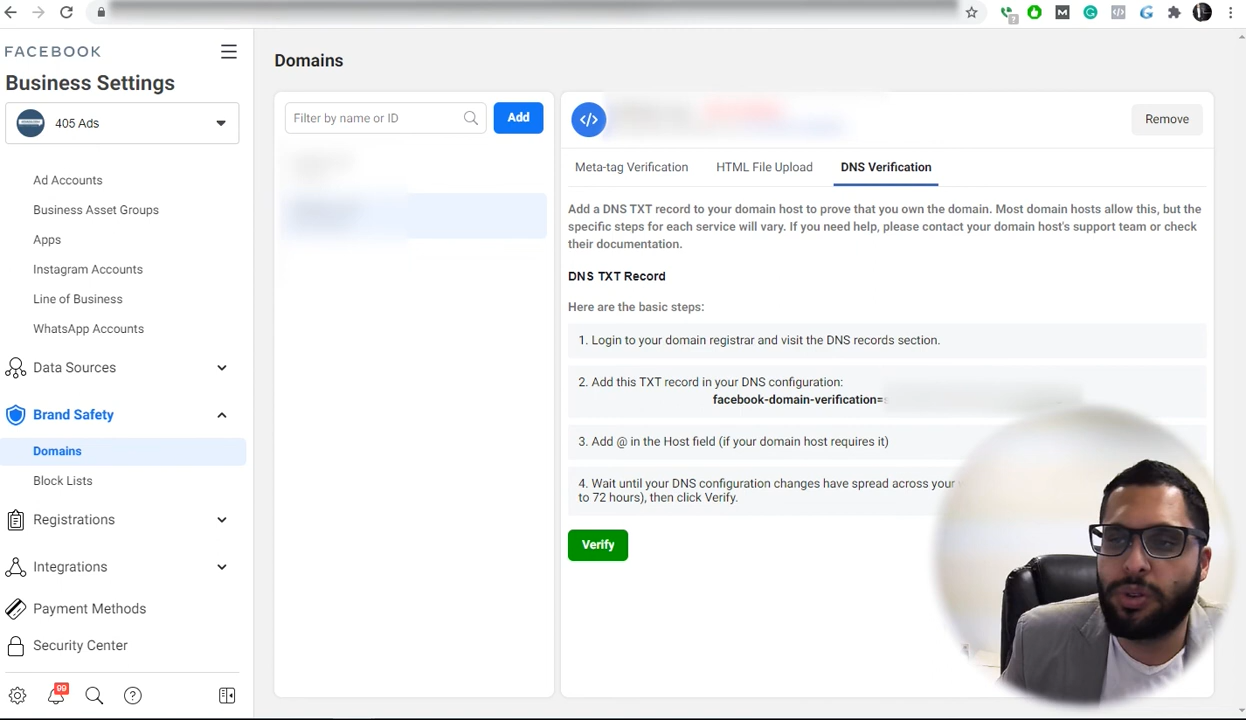 FACEBOOK
Business Settings
405 Ads
Ad Accounts
Business Asset Groups
Apps
Instagram Accounts
Line of Business
WhatsApp Accounts
Data Sources
Brand Safety
Domains
Block Lists
Registrations
Integrations
Payment Methods
Security Center
99
Domains
Filter by name or ID
Add
Remove
Meta-tag Verification
HTML File Upload
DNS Verification
Add a DNS TXT record to your domain host to prove that you own the domain. Most domain hosts allow this, but the
specific steps for each service will vary. If you need help, please contact your domain host's support team or check
their documentation.
DNS TXT Record
Here are the basic steps:
1. Login to your domain registrar and visit the DNS records section.
2. Add this TXT record in your DNS configuration:
facebook-domain-verification=
3. Add @ in the Host field (if your domain host requires it)
4. Wait until your DNS configuration changes have spread across your
to 72 hours), then click Verify.
Verify